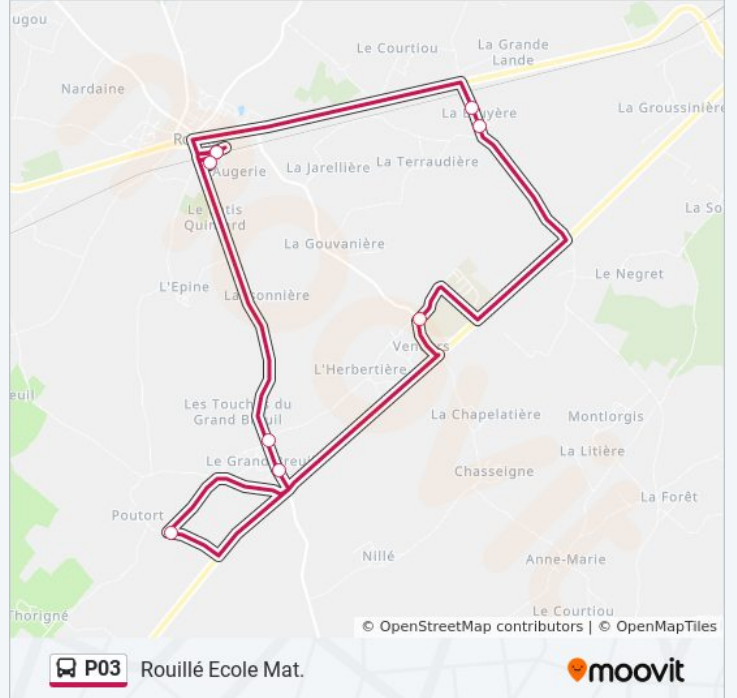 ugou
Le Courtiou
La Grande
Lande
Nardaine
La Groussinière
La Bruyère
Augerie
La Jarellière
La Terraudière
Le Patis
Quinard
La So
La Gouvanière
Le Negret
L'Epine
Venours
L'Herbertière
euil
Les Touches du
Grand Breuil
La Chapelatière
Montlorgis
La Litière
Le Grand Breuil
Chasseigne
La Forêt
Poutort
Nillé
Anne-Marie
Thorigné
Le Courtiou
© OpenStreetMap contributors | © OpenMapTiles
P03 Rouillé Ecole Mat.
moovit